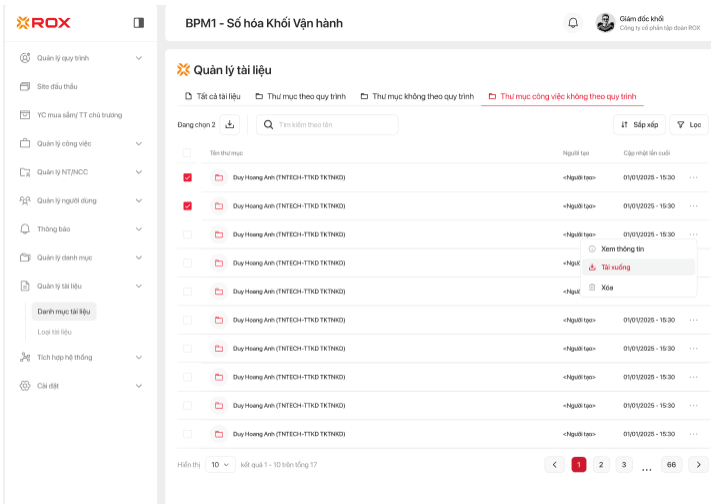 ROX
BPM1 - Số hóa Khối Vận hành
Giám đốc khối
Công ty cổ phần tập đoàn ROX
Quản lý quy trình
Site đấu thầu
YC mua sắm/ TT chủ trương
Quản lý công việc
Quản lý NT/NCC
Quản lý người dùng
Thông báo
Quản lý danh mục
Quản lý tài liệu
Danh mục tài liệu
Loại tài liệu
Tích hợp hệ thống
Cài đặt
Quản lý tài liệu
Tất cả tài liệu Thư mục theo quy trình Thư mục không theo quy trình Thư mục công việc không theo quy trình
Đang chọn 2 Tìm kiếm theo tên Sắp xếp Lọc
Tên thư mục Người tạo Cập nhật lần cuối
Duy Hoang Anh (TNTECH-TTKD TKTNKD) <Người tạo> 01/01/2025 - 15:30 ...
Duy Hoang Anh (TNTECH-TTKD TKTNKD) <Người tạo> 01/01/2025 - 15:30 ...
Duy Hoang Anh (TNTECH-TTKD TKTNKD) <Người tạo> 01/01/2025 - 15:30 ...
Xem thông tin
Duy Hoang Anh (TNTECH-TTKD TKTNKD) <Ngư
Tải xuống
Xóa
Duy Hoang Anh (TNTECH-TTKD TKTNKD) <Ngư
Duy Hoang Anh (TNTECH-TTKD TKTNKD) <Người tạo> 01/01/2025 - 15:30 ...
Duy Hoang Anh (TNTECH-TTKD TKTNKD) <Người tạo> 01/01/2025 - 15:30 ...
Duy Hoang Anh (TNTECH-TTKD TKTNKD) <Người tạo> 01/01/2025 - 15:30 ...
Duy Hoang Anh (TNTECH-TTKD TKTNKD) <Người tạo> 01/01/2025 - 15:30 ...
Duy Hoang Anh (TNTECH-TTKD TKTNKD) <Người tạo> 01/01/2025 - 15:30 ...
Hiển thị 10 kết quả 1 - 10 trên tổng 17 1 2 3 ... 66